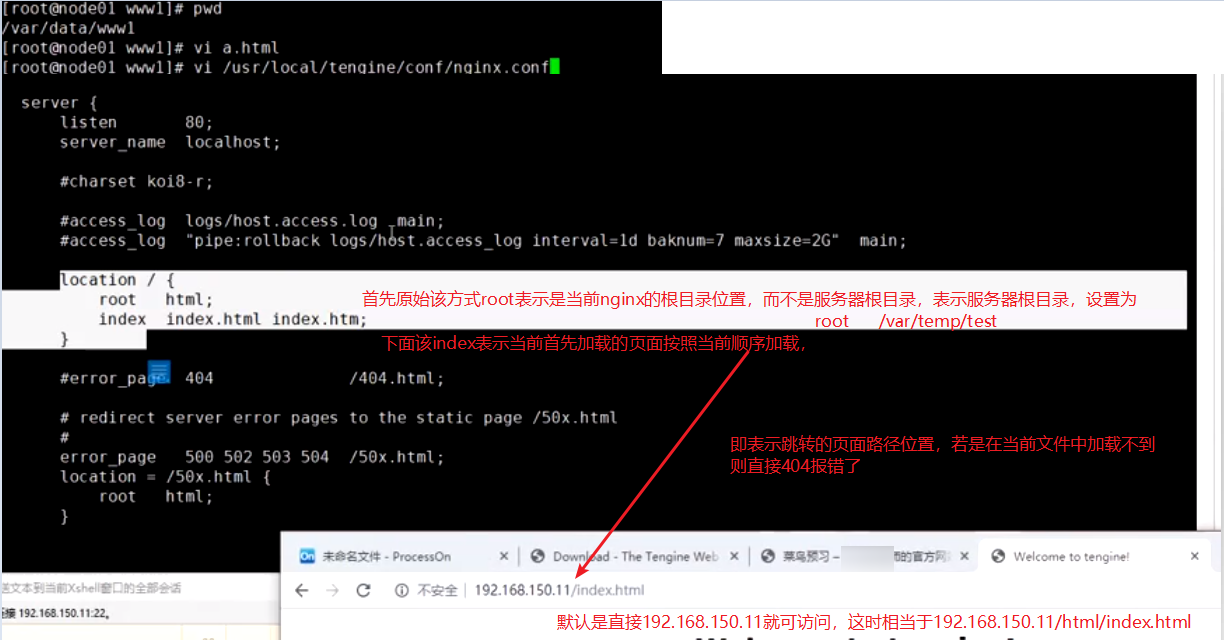 [root@node01 www1]# pwd
/var/data/www1
[root@node01 www1]# vi a.html
[root@node01 www1]# vi /usr/local/tengine/conf/nginx.conf
server {
listen 80;
server_name localhost;
#charset koi8-r;
#access_log logs/host.access.log main;
#access_log "pipe:rollback logs/host.access_log interval=1d baknum=7 maxsize=2G" main;
location / {
root html;
首先原始该方式root表示是当前nginx的根目录位置，而不是服务器根目录，表示服务器根目录，设置为
index index.html index.htm;
root /var/temp/test
}
下面该index表示当前首先加载的页面按照当前顺序加载，
#error_page 404 /404.html;
# redirect server error pages to the static page /50x.html
#
即表示跳转的页面路径位置，若是在当前文件中加载不到
error_page 500 502 503 504 /50x.html;
则直接404报错了
location = /50x.html {
root html;
}
On 未命名文件 - ProcessOn × Download - The Tengine Web × 菜鸟预习 – 的官方网 × Welcome to tengine! ×
送文本到当前Xshell窗口的全部会话
不安全 192.168.150.11/index.html
接 192.168.150.11:22。
默认是直接192.168.150.11就可访问，这时相当于192.168.150.11/html/index.html